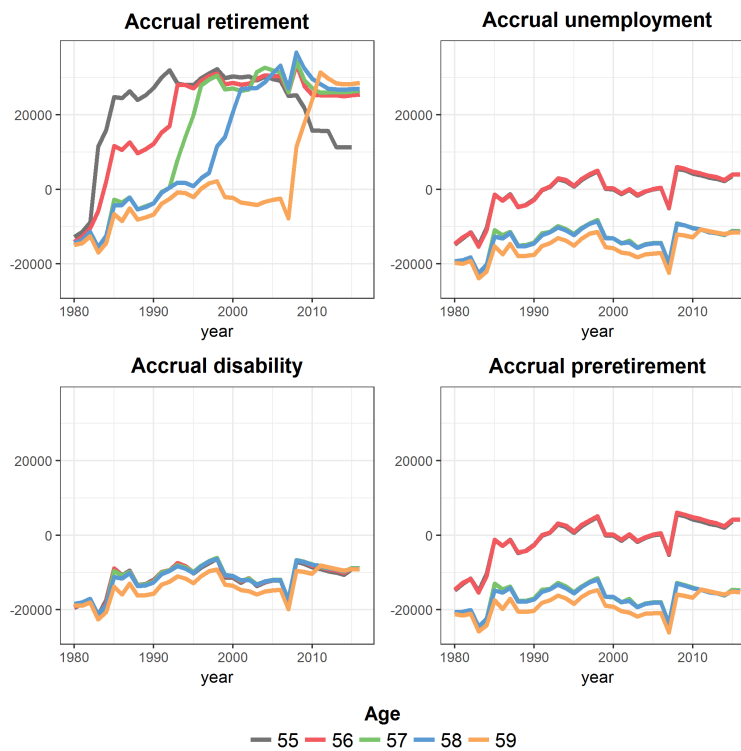 Accrual retirement
20000
0
-20000
1980 1990 2000 2010
year
Accrual unemployment
20000
0
-20000
1980 1990 2000 2010
year
Accrual disability
20000
0
-20000
1980 1990 2000 2010
year
Accrual preretirement
20000
0
-20000
1980 1990 2000 2010
year
Age
55 56 57 58 59